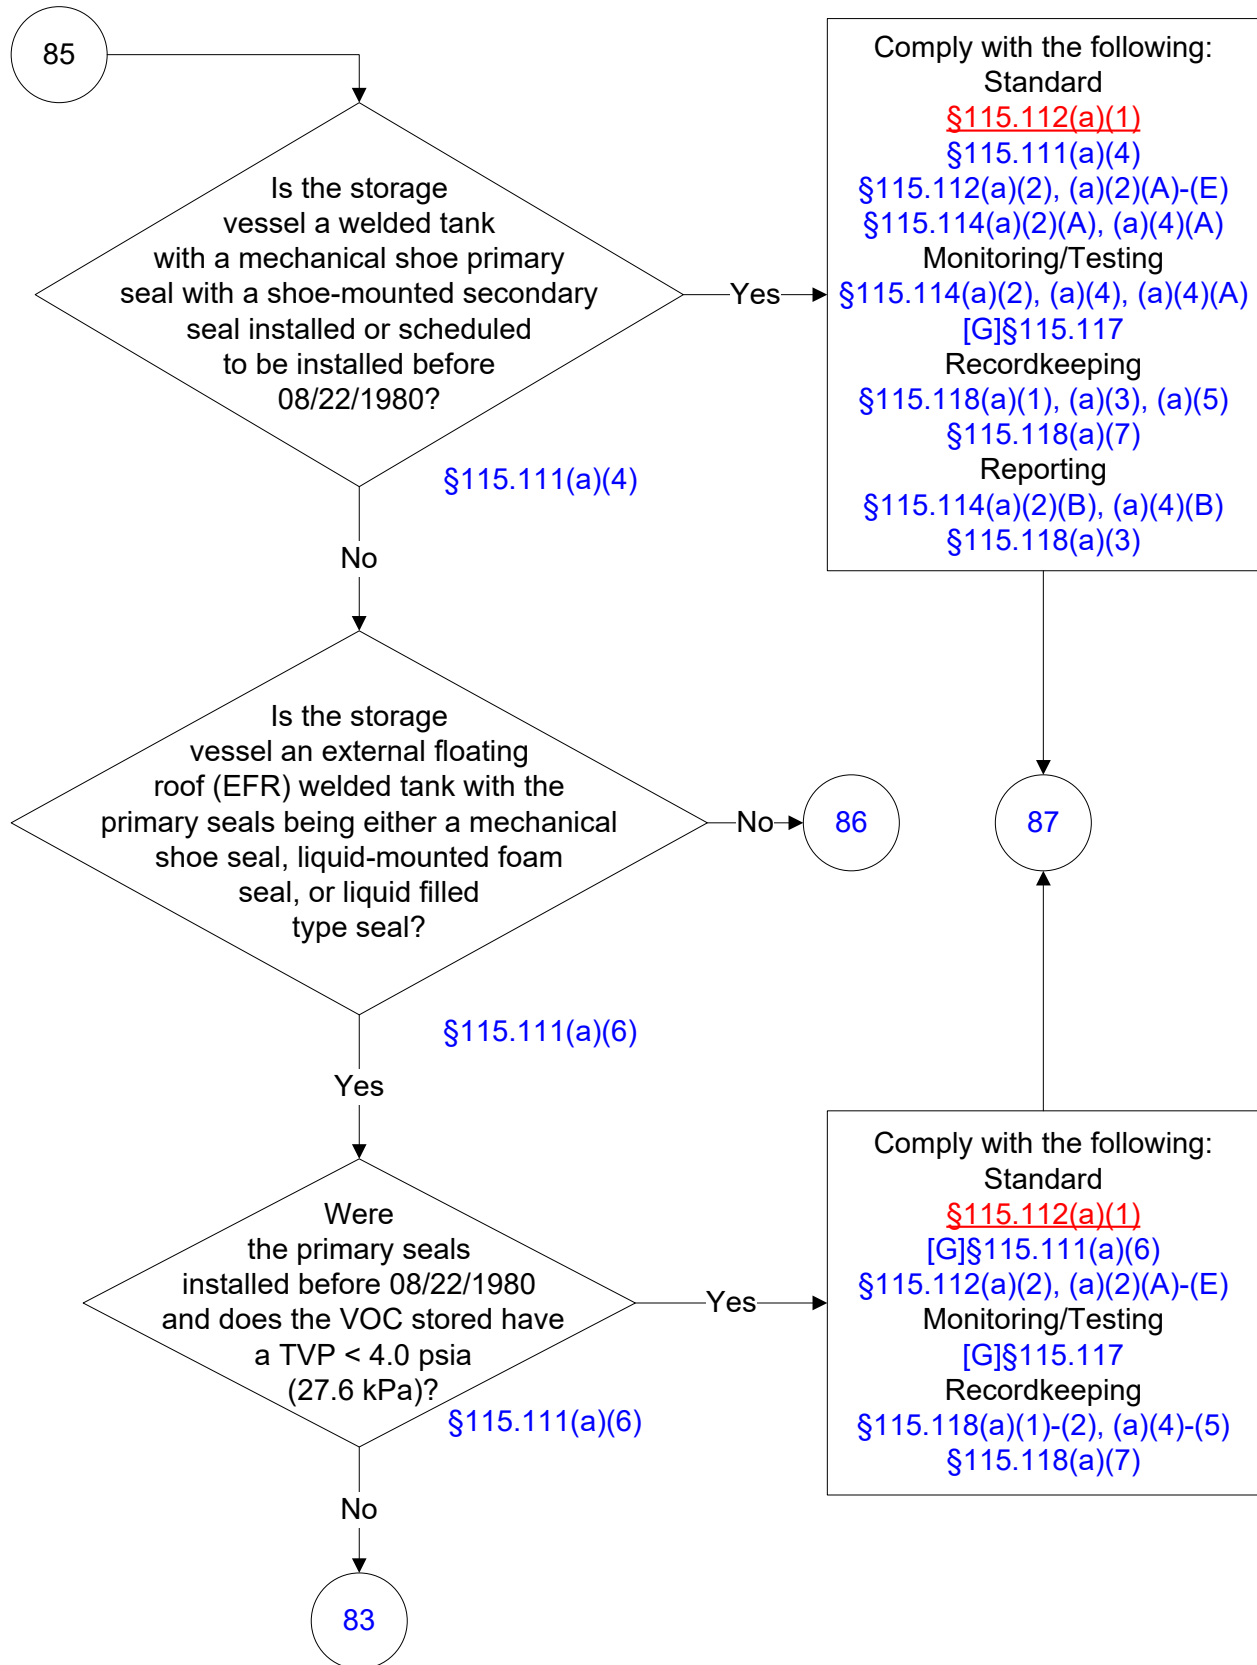 85
Is the storage
vessel a welded tank
with a mechanical shoe primary
seal with a shoe-mounted secondary
seal installed or scheduled
to be installed before
08/22/1980?
§115.111(a)(4)
Yes
No
Comply with the following:
Standard
§115.112(a)(1)
§115.111(a)(4)
§115.112(a)(2), (a)(2)(A)-(E)
§115.114(a)(2)(A), (a)(4)(A)
Monitoring/Testing
§115.114(a)(2), (a)(4), (a)(4)(A)
[G]§115.117
Recordkeeping
§115.118(a)(1), (a)(3), (a)(5)
§115.118(a)(7)
Reporting
§115.114(a)(2)(B), (a)(4)(B)
§115.118(a)(3)
Is the storage
vessel an external floating
roof (EFR) welded tank with the
primary seals being either a mechanical
shoe seal, liquid-mounted foam
seal, or liquid filled
type seal?
§115.111(a)(6)
No
86
87
Yes
Were
the primary seals
installed before 08/22/1980
and does the VOC stored have
a TVP < 4.0 psia
(27.6 kPa)?
§115.111(a)(6)
Yes
Comply with the following:
Standard
§115.112(a)(1)
[G]§115.111(a)(6)
§115.112(a)(2), (a)(2)(A)-(E)
Monitoring/Testing
[G]§115.117
Recordkeeping
§115.118(a)(1)-(2), (a)(4)-(5)
§115.118(a)(7)
No
83